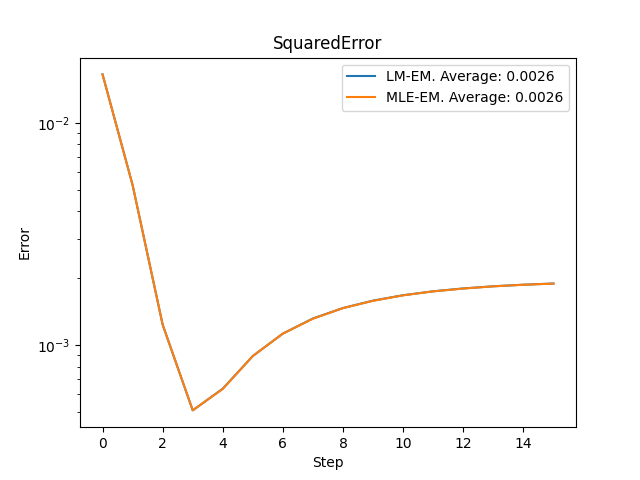 SquaredError
LM-EM. Average: 0.0026
MLE-EM. Average: 0.0026
10⁻²
10⁻³
Error
0 2 4 6 8 10 12 14
Step